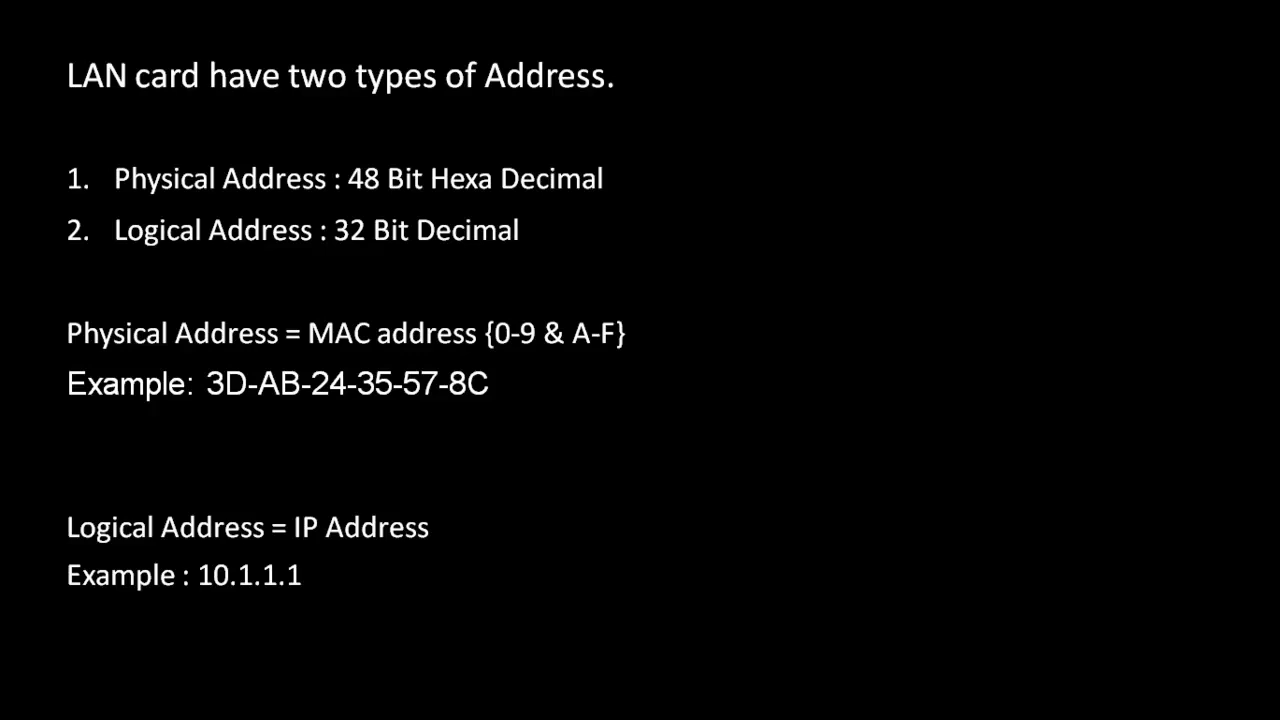 LAN card have two types of Address.
1. Physical Address : 48 Bit Hexa Decimal
2. Logical Address : 32 Bit Decimal
Physical Address = MAC address {0-9 & A-F}
Example: 3D-AB-24-35-57-8C
Logical Address = IP Address
Example : 10.1.1.1